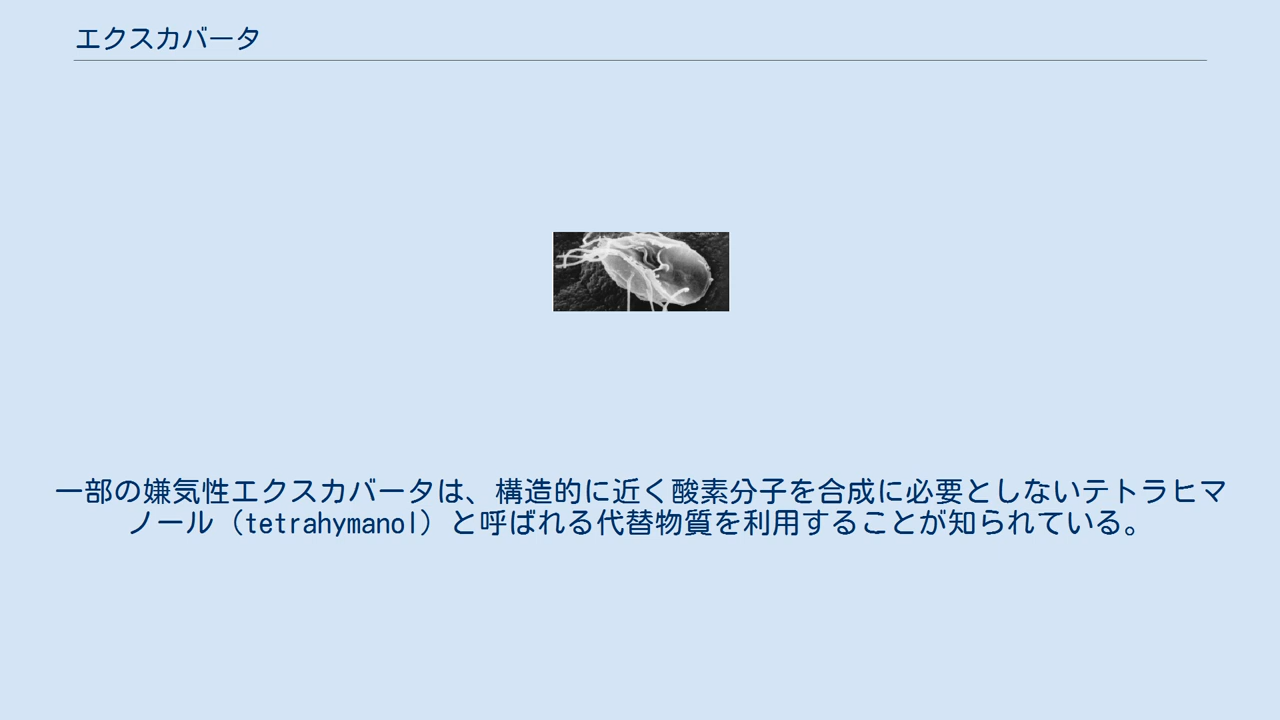 エクスカバータ
一部の嫌気性エクスカバータは、構造的に近く酸素分子を合成に必要としないテトラヒマ
ノール（tetrahymanol）と呼ばれる代替物質を利用することが知られている。